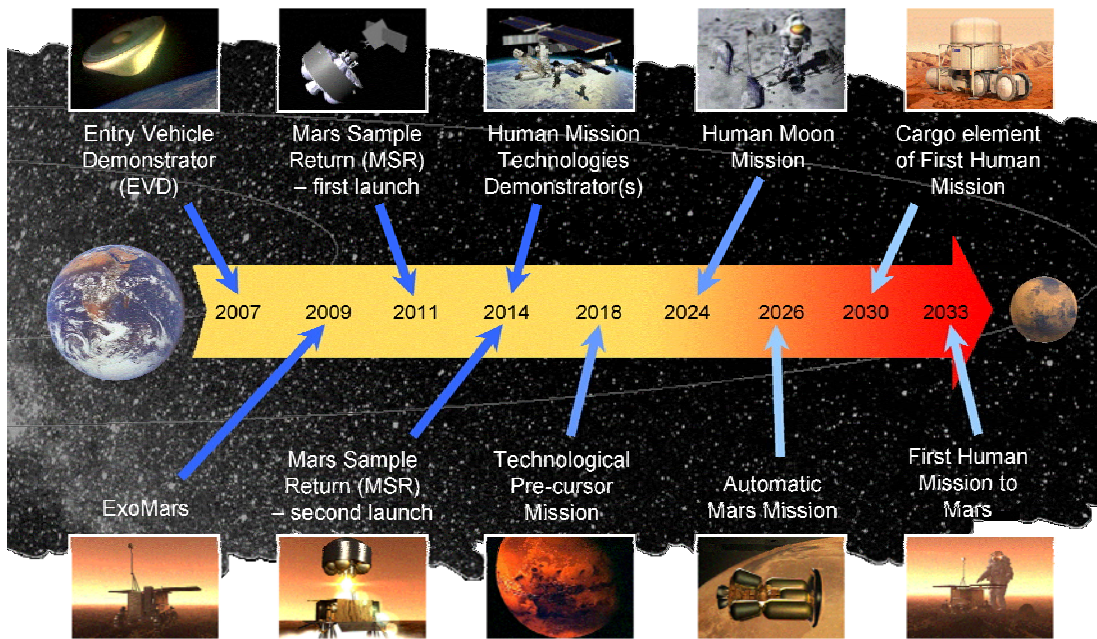 Entry Vehicle
Demonstrator
(EVD)
Mars Sample
Return (MSR)
– first launch
Human Mission
Technologies
Demonstrator(s)
Human Moon
Mission
Cargo element
of First Human
Mission
2007 2009 2011 2014 2018 2024 2026 2030 2033
ExoMars
Mars Sample
Return (MSR)
– second launch
Technological
Pre-cursor
Mission
Automatic
Mars Mission
First Human
Mission to
Mars